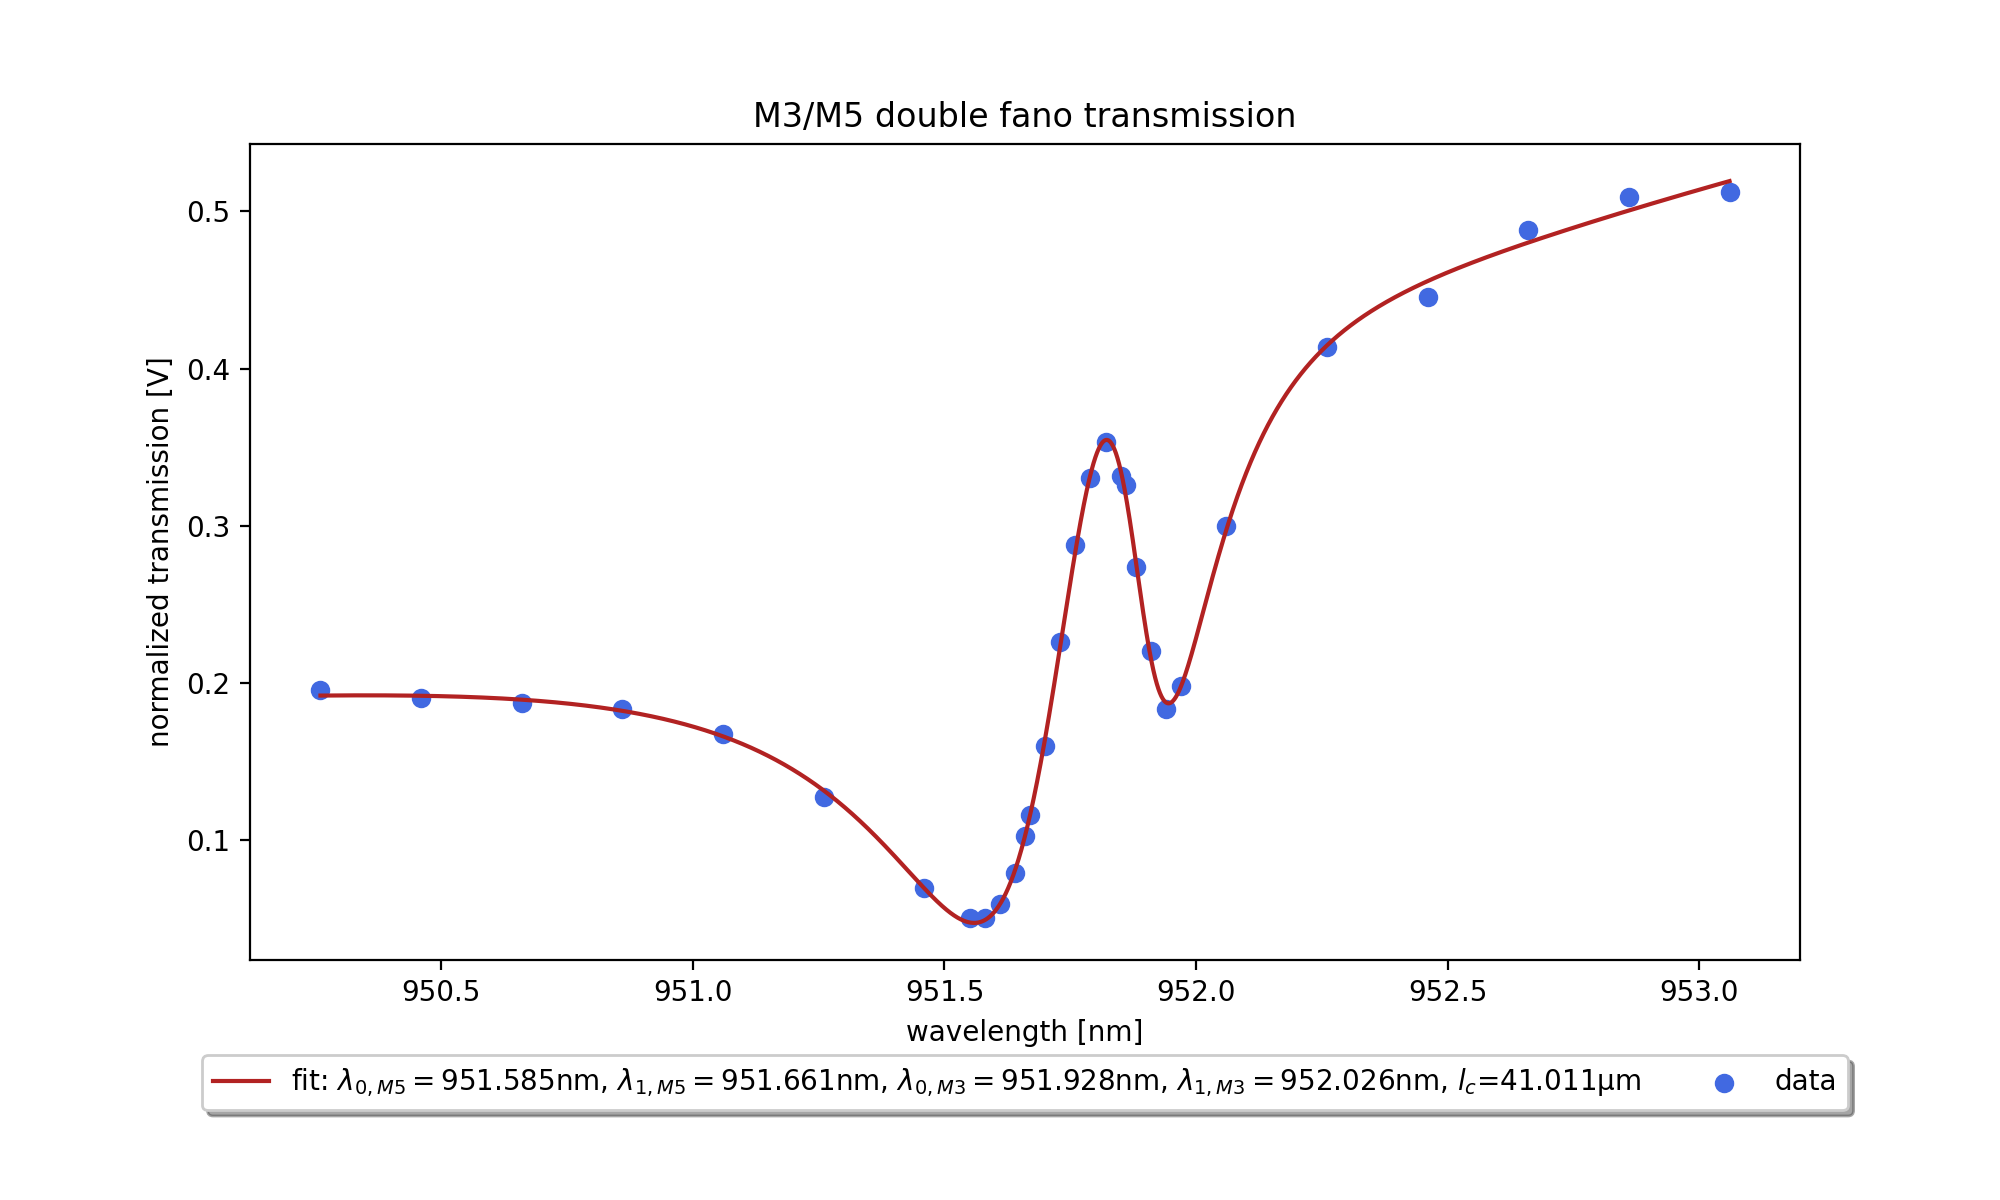 M3/M5 double fano transmission
normalized transmission [V]
0.5
0.4
0.3
0.2
0.1
950.5 951.0 951.5 952.0 952.5 953.0
wavelength [nm]
fit: λ0,M5 = 951.585nm, λ1,M5 = 951.661nm, λ0,M3 = 951.928nm, λ1,M3 = 952.026nm, lc=41.011µm data